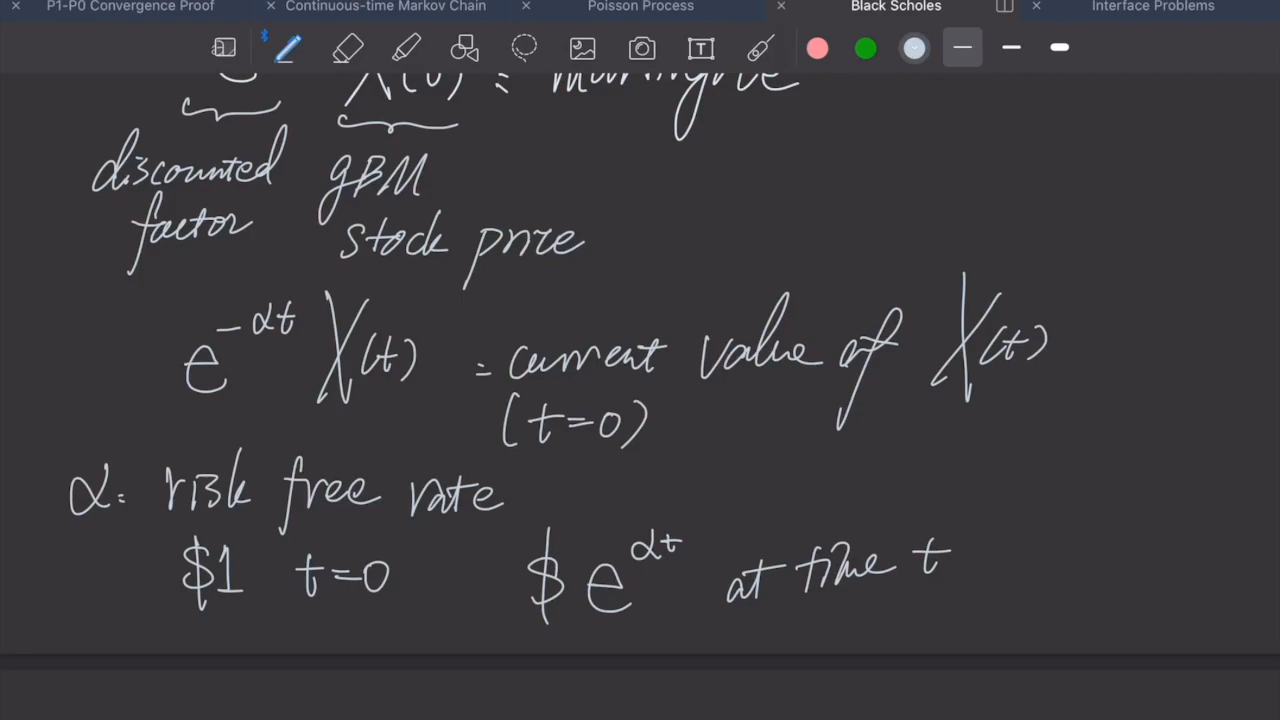 P1-P0 Convergence Proof Continuous-time Markov Chain Poisson Process Black Scholes Interface Problems
X(t) : martingale
discounted gBM
factor stock price
e^{-αt} X(t) = current value of X(t)
(t=0)
α: risk free rate
$1 t=0 $ e^{αt} at time t